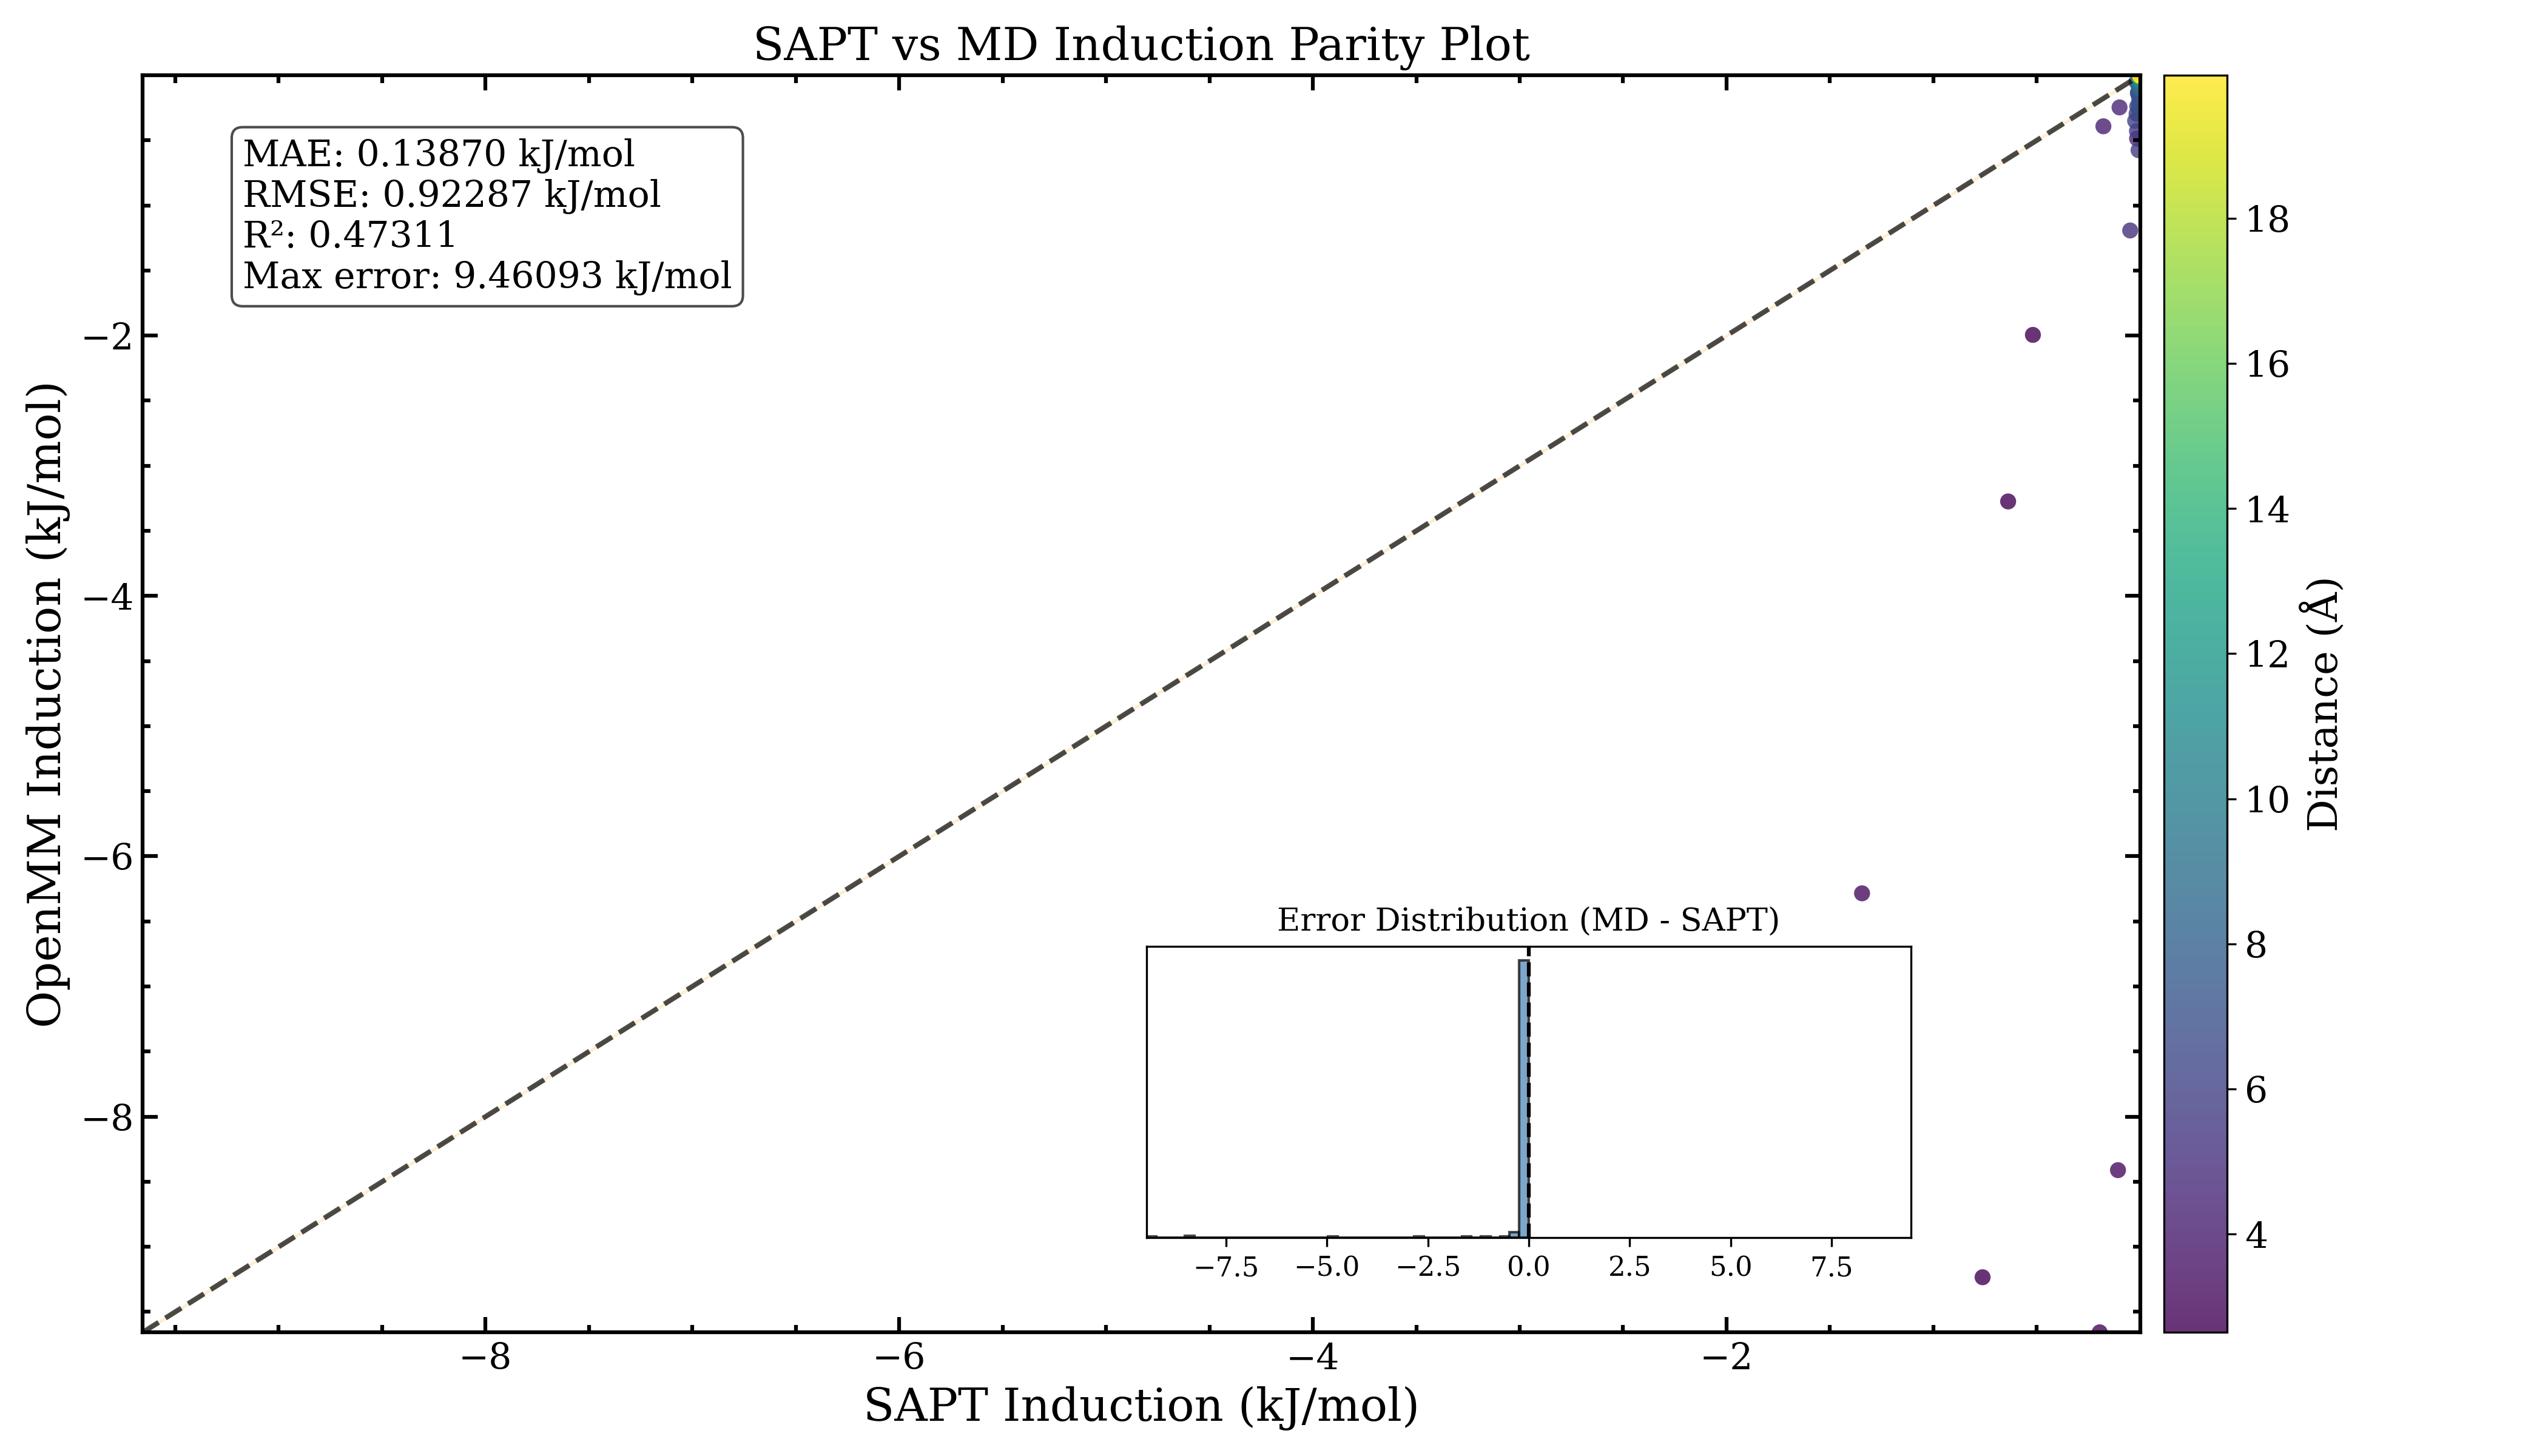 SAPT vs MD Induction Parity Plot
MAE: 0.13870 kJ/mol
RMSE: 0.92287 kJ/mol
R²: 0.47311
Max error: 9.46093 kJ/mol
OpenMM Induction (kJ/mol)
−2
−4
−6
−8
Error Distribution (MD - SAPT)
−7.5 −5.0 −2.5 0.0 2.5 5.0 7.5
−8 −6 −4 −2
SAPT Induction (kJ/mol)
18
16
14
12
10
8
6
4
Distance (Å)